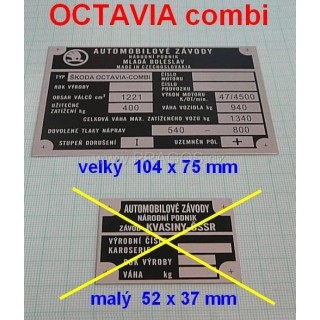 OCTAVIA combi
AUTOMOBILOVÉ ZÁVODY
NÁRODNÍ PODNIK
MLADÁ BOLESLAV
MADE IN CZECHOSLOVAKIA
TYP ŠKODA OCTAVIA-COMBI ČÍSLO MOTORU
ČÍSLO PODVOZKU
OBSAH VÁLCŮ cm³ 1221 VÝKON MOTORU K/Ot/min. 47/4500
UŽITEČNÉ ZATÍŽENÍ kg 400 VÁHA VOZIDLA kg 940
CELKOVÁ VÁHA MAX. ZATÍŽENÉHO VOZU kg 1340
DOVOLENÉ TLAKY NÁPRAV 540 — 800
STUPEŇ ODRUŠENÍ I UZEMNĚN PÓL +
velký 104 x 75 mm
AUTOMOBILOVÉ ZÁVODY
NÁRODNÍ PODNIK
ZÁVOD KVASINY ČSSR
VÝROBNÍ ČÍSLO
KAROSERIE
ROK VÝROBY
VÁHA kg
malý 52 x 37 mm